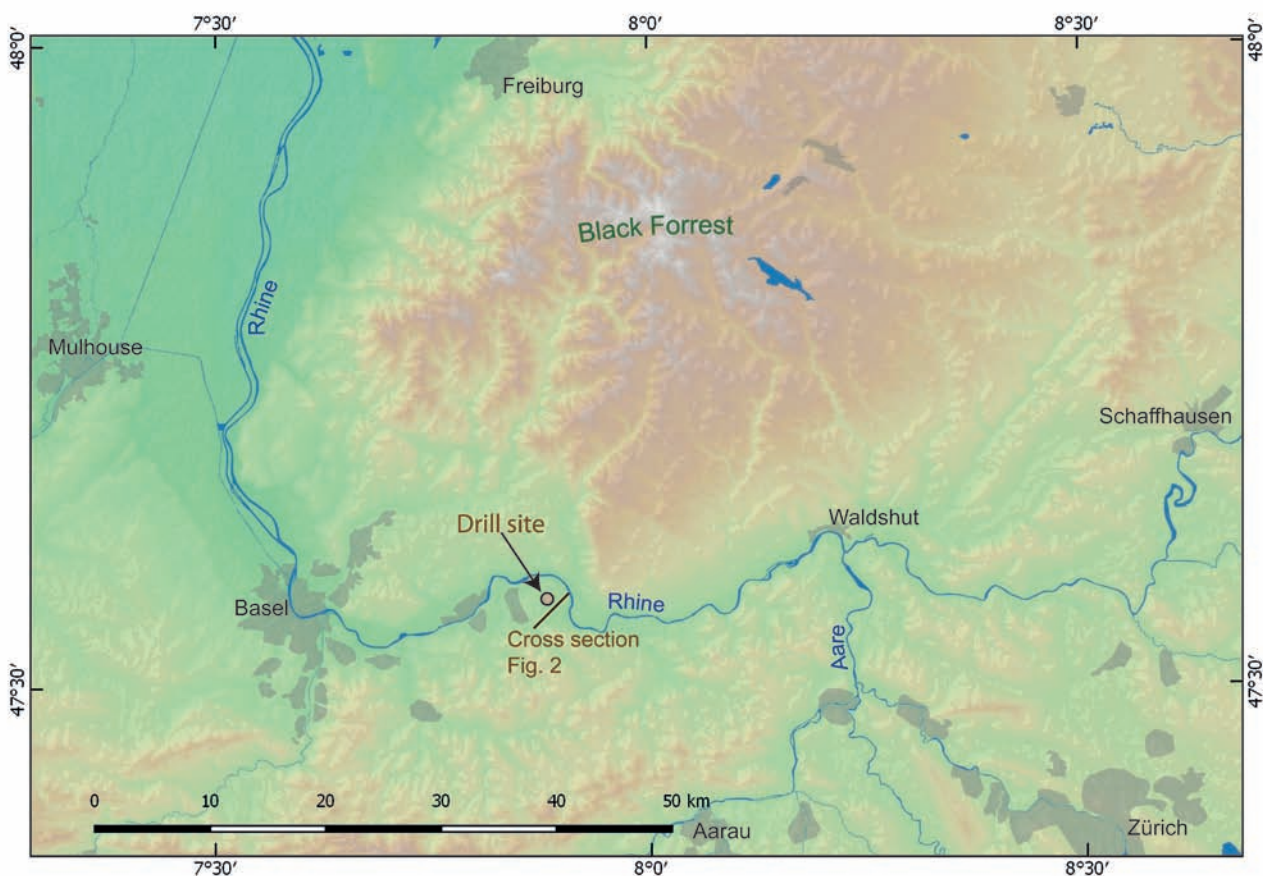 7°30′
8°0′
8°30′
48°0′
48°0′
Freiburg
Black Forrest
Rhine
Mulhouse
Schaffhausen
Waldshut
Drill site
Basel
Rhine
Cross section
Fig. 2
Aare
47°30′
47°30′
0
10
20
30
40
50 km
Aarau
Zürich
7°30′
8°0′
8°30′